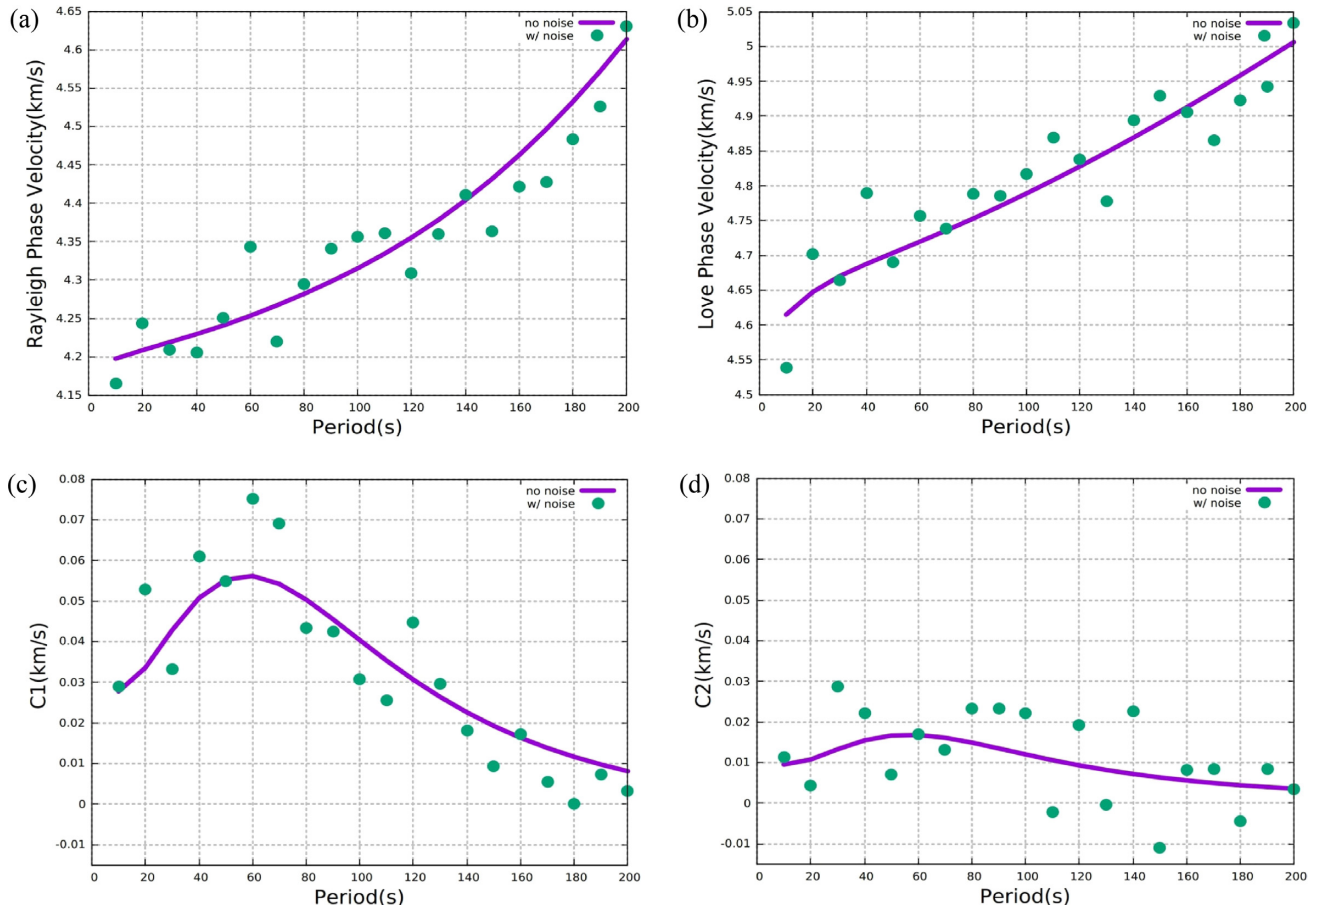 (a)
4.65
4.6
4.55
4.5
4.45
4.4
4.35
4.3
4.25
4.2
4.15
Rayleigh Phase Velocity(km/s)
no noise
w/ noise
0 20 40 60 80 100 120 140 160 180 200
Period(s)
(b)
5.05
5
4.95
4.9
4.85
4.8
4.75
4.7
4.65
4.6
4.55
4.5
Love Phase Velocity(km/s)
no noise
w/ noise
0 20 40 60 80 100 120 140 160 180 200
Period(s)
(c)
0.08
0.07
0.06
0.05
0.04
0.03
0.02
0.01
0
-0.01
C1(km/s)
no noise
w/ noise
0 20 40 60 80 100 120 140 160 180 200
Period(s)
(d)
0.08
0.07
0.06
0.05
0.04
0.03
0.02
0.01
0
-0.01
C2(km/s)
no noise
w/ noise
0 20 40 60 80 100 120 140 160 180 200
Period(s)